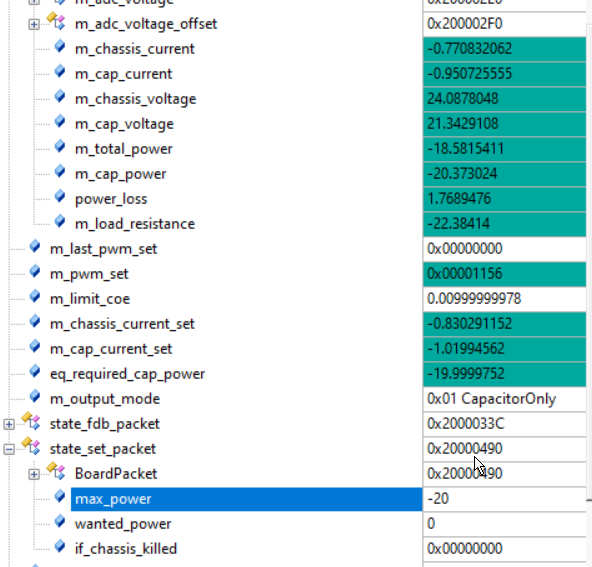 m_adc_voltage 0x200002E0
m_adc_voltage_offset 0x200002F0
m_chassis_current -0.770832062
m_cap_current -0.950725555
m_chassis_voltage 24.0878048
m_cap_voltage 21.3429108
m_total_power -18.5815411
m_cap_power -20.373024
power_loss 1.7689476
m_load_resistance -22.38414
m_last_pwm_set 0x00000000
m_pwm_set 0x00001156
m_limit_coe 0.00999999978
m_chassis_current_set -0.830291152
m_cap_current_set -1.01994562
eq_required_cap_power -19.9999752
m_output_mode 0x01 CapacitorOnly
state_fdb_packet 0x2000033C
state_set_packet 0x20000490
BoardPacket 0x20000490
max_power -20
wanted_power 0
if_chassis_killed 0x00000000